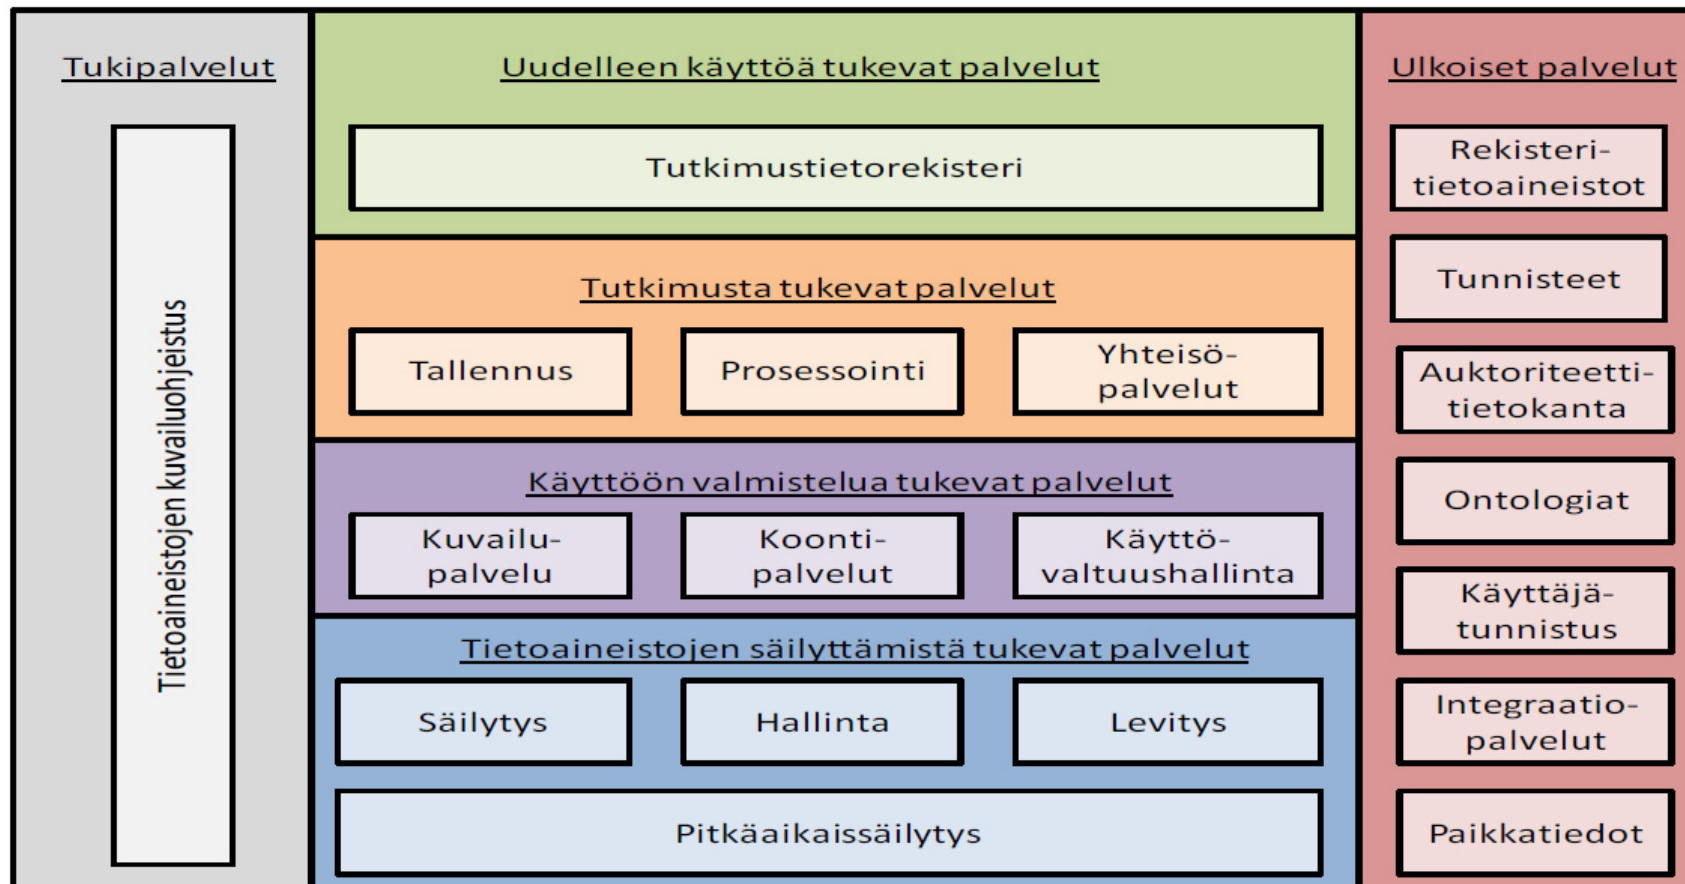 Tukipalvelut
Tietoaineistojen kuvailuohjeistus
Uudelleen käyttöä tukevat palvelut
Tutkimustietorekisteri
Tutkimusta tukevat palvelut
Tallennus
Prosessointi
Yhteisö-
palvelut
Käyttöön valmistelua tukevat palvelut
Kuvailu-
palvelu
Koonti-
palvelut
Käyttö-
valtuushallinta
Tietoaineistojen säilyttämistä tukevat palvelut
Säilytys
Hallinta
Levitys
Pitkäaikaissäilytys
Ulkoiset palvelut
Rekisteri-
tietoaineistot
Tunnisteet
Auktoriteetti-
tietokanta
Ontologiat
Käyttäjä-
tunnistus
Integraatio-
palvelut
Paikkatiedot